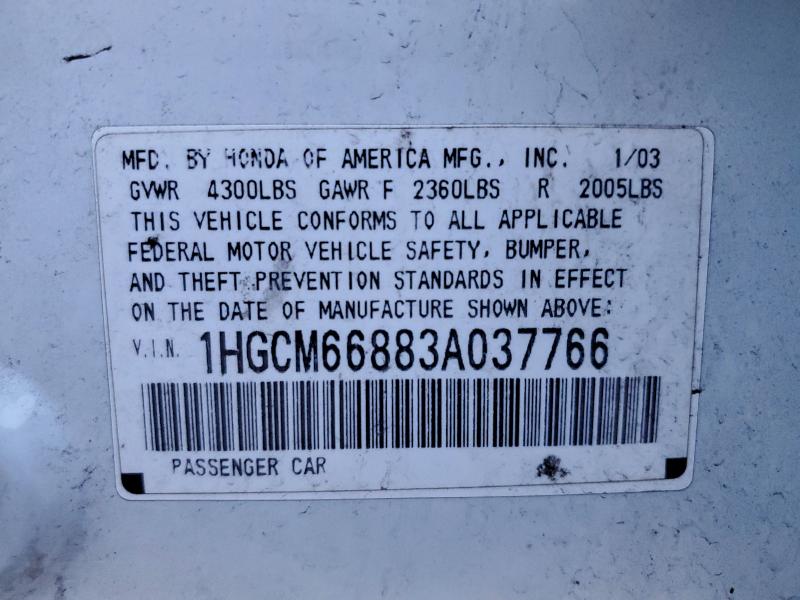 MFD. BY HONDA OF AMERICA MFG., INC. 1/03
GVWR 4300LBS GAWR F 2360LBS R 2005LBS
THIS VEHICLE CONFORMS TO ALL APPLICABLE
FEDERAL MOTOR VEHICLE SAFETY, BUMPER,
AND THEFT PREVENTION STANDARDS IN EFFECT
ON THE DATE OF MANUFACTURE SHOWN ABOVE:
V.I.N. 1HGCM66883A037766
PASSENGER CAR